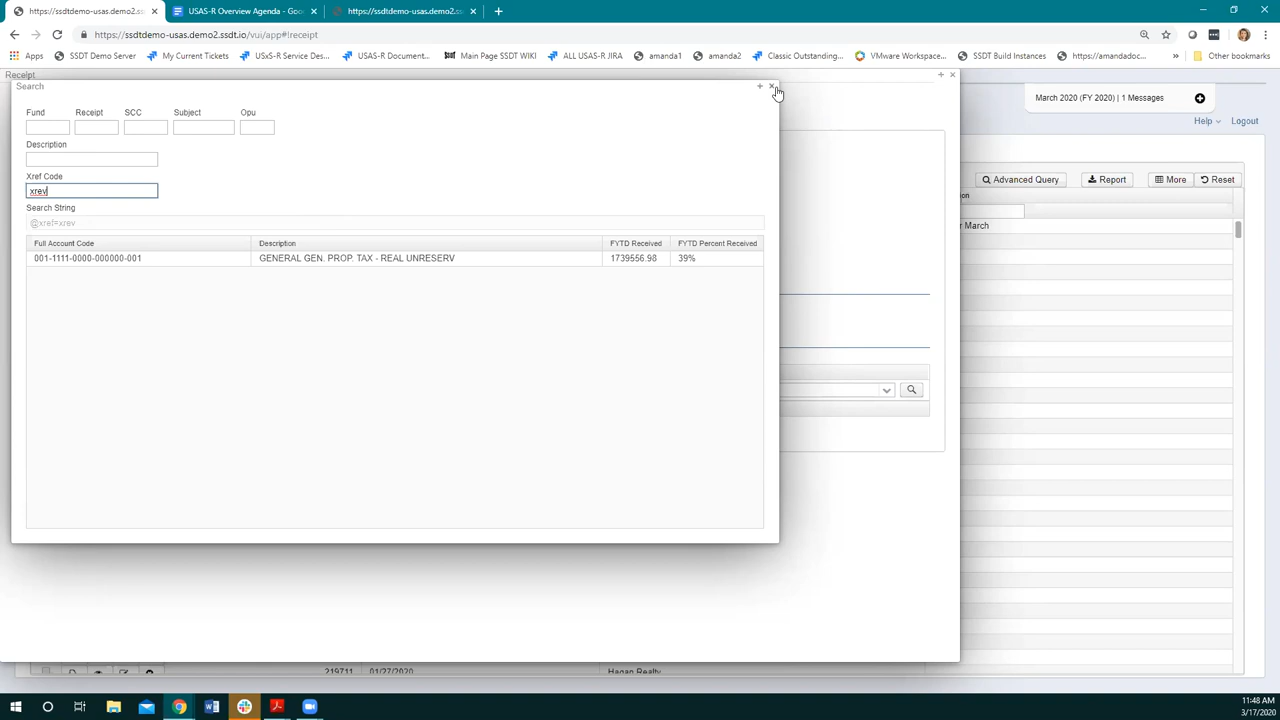 https://ssdtdemo-usas.demo2.ssdt.io/ ×
USAS-R Overview Agenda - Goo ×
https://ssdtdemo-usas.demo2.ssd ×
https://ssdtdemo-usas.demo2.ssdt.io/vui/app#!receipt
Apps
SSDT Demo Server
My Current Tickets
USxS-R Service Des...
USAS-R Document...
Main Page SSDT WIKI
ALL USAS-R JIRA
amanda1
amanda2
Classic Outstanding...
VMware Workspace...
SSDT Build Instances
https://amandadoc...
Other bookmarks
Receipt
Search
March 2020 (FY 2020) | 1 Messages
Help
Logout
Fund Receipt SCC Subject Opu
Description
Xref Code
xrev
Search String
@xref=xrev
Full Account Code Description FYTD Received FYTD Percent Received
001-1111-0000-000000-001 GENERAL GEN. PROP. TAX - REAL UNRESERV 1739556.98 39%
Advanced Query Report More Reset
ion
r March
219711 01/27/2020 Hagan Realty
11:48 AM
3/17/2020